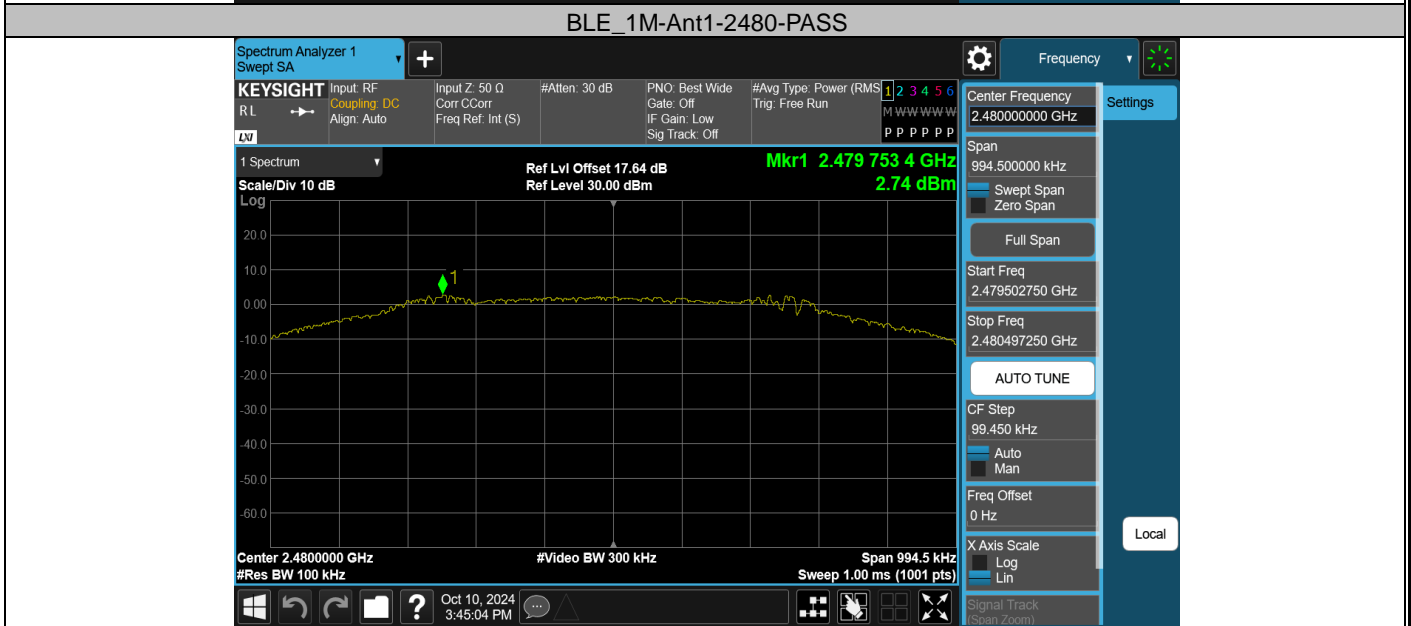 BLE_1M-Ant1-2480-PASS
Spectrum Analyzer 1
Swept SA
+
Frequency
KEYSIGHT
RL
LXI
Input: RF
Coupling: DC
Align: Auto
Input Z: 50 Ω
Corr CCorr
Freq Ref: Int (S)
#Atten: 30 dB
PNO: Best Wide
Gate: Off
IF Gain: Low
Sig Track: Off
#Avg Type: Power (RMS
Trig: Free Run
1 2 3 4 5 6
M W W W W W
P P P P P P
1 Spectrum
Scale/Div 10 dB
Log
Ref Lvl Offset 17.64 dB
Ref Level 30.00 dBm
Mkr1 2.479 753 4 GHz
2.74 dBm
20.0
10.0
0.00
-10.0
-20.0
-30.0
-40.0
-50.0
-60.0
1
Center 2.4800000 GHz
#Res BW 100 kHz
#Video BW 300 kHz
Span 994.5 kHz
Sweep 1.00 ms (1001 pts)
Center Frequency
2.480000000 GHz
Settings
Span
994.500000 kHz
Swept Span
Zero Span
Full Span
Start Freq
2.479502750 GHz
Stop Freq
2.480497250 GHz
AUTO TUNE
CF Step
99.450 kHz
Auto
Man
Freq Offset
0 Hz
X Axis Scale
Log
Lin
Local
Signal Track
(Span Zoom)
?
Oct 10, 2024
3:45:04 PM